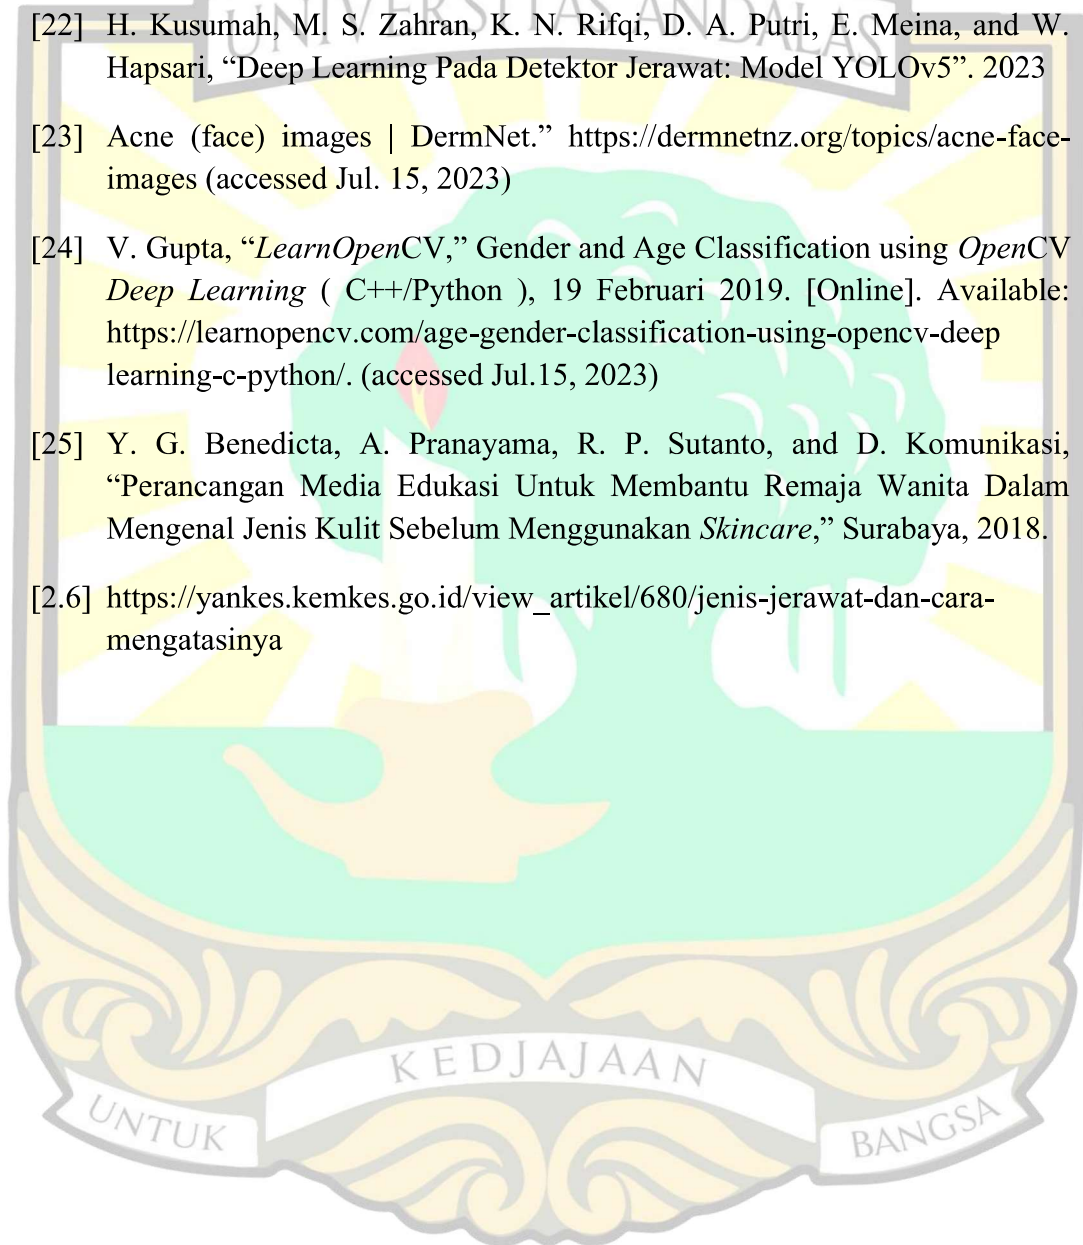 UNIVERSITAS ANDALAS
[22] H. Kusumah, M. S. Zahran, K. N. Rifqi, D. A. Putri, E. Meina, and W.
Hapsari, “Deep Learning Pada Detektor Jerawat: Model YOLOv5”. 2023
[23] Acne (face) images | DermNet.” https://dermnetnz.org/topics/acne-face-
images (accessed Jul. 15, 2023)
[24] V. Gupta, “LearnOpenCV,” Gender and Age Classification using OpenCV
Deep Learning ( C++/Python ), 19 Februari 2019. [Online]. Available:
https://learnopencv.com/age-gender-classification-using-opencv-deep
learning-c-python/. (accessed Jul.15, 2023)
[25] Y. G. Benedicta, A. Pranayama, R. P. Sutanto, and D. Komunikasi,
“Perancangan Media Edukasi Untuk Membantu Remaja Wanita Dalam
Mengenal Jenis Kulit Sebelum Menggunakan Skincare,” Surabaya, 2018.
[2.6] https://yankes.kemkes.go.id/view_artikel/680/jenis-jerawat-dan-cara-
mengatasinya
KEDJAJAAN
UNTUK BANGSA